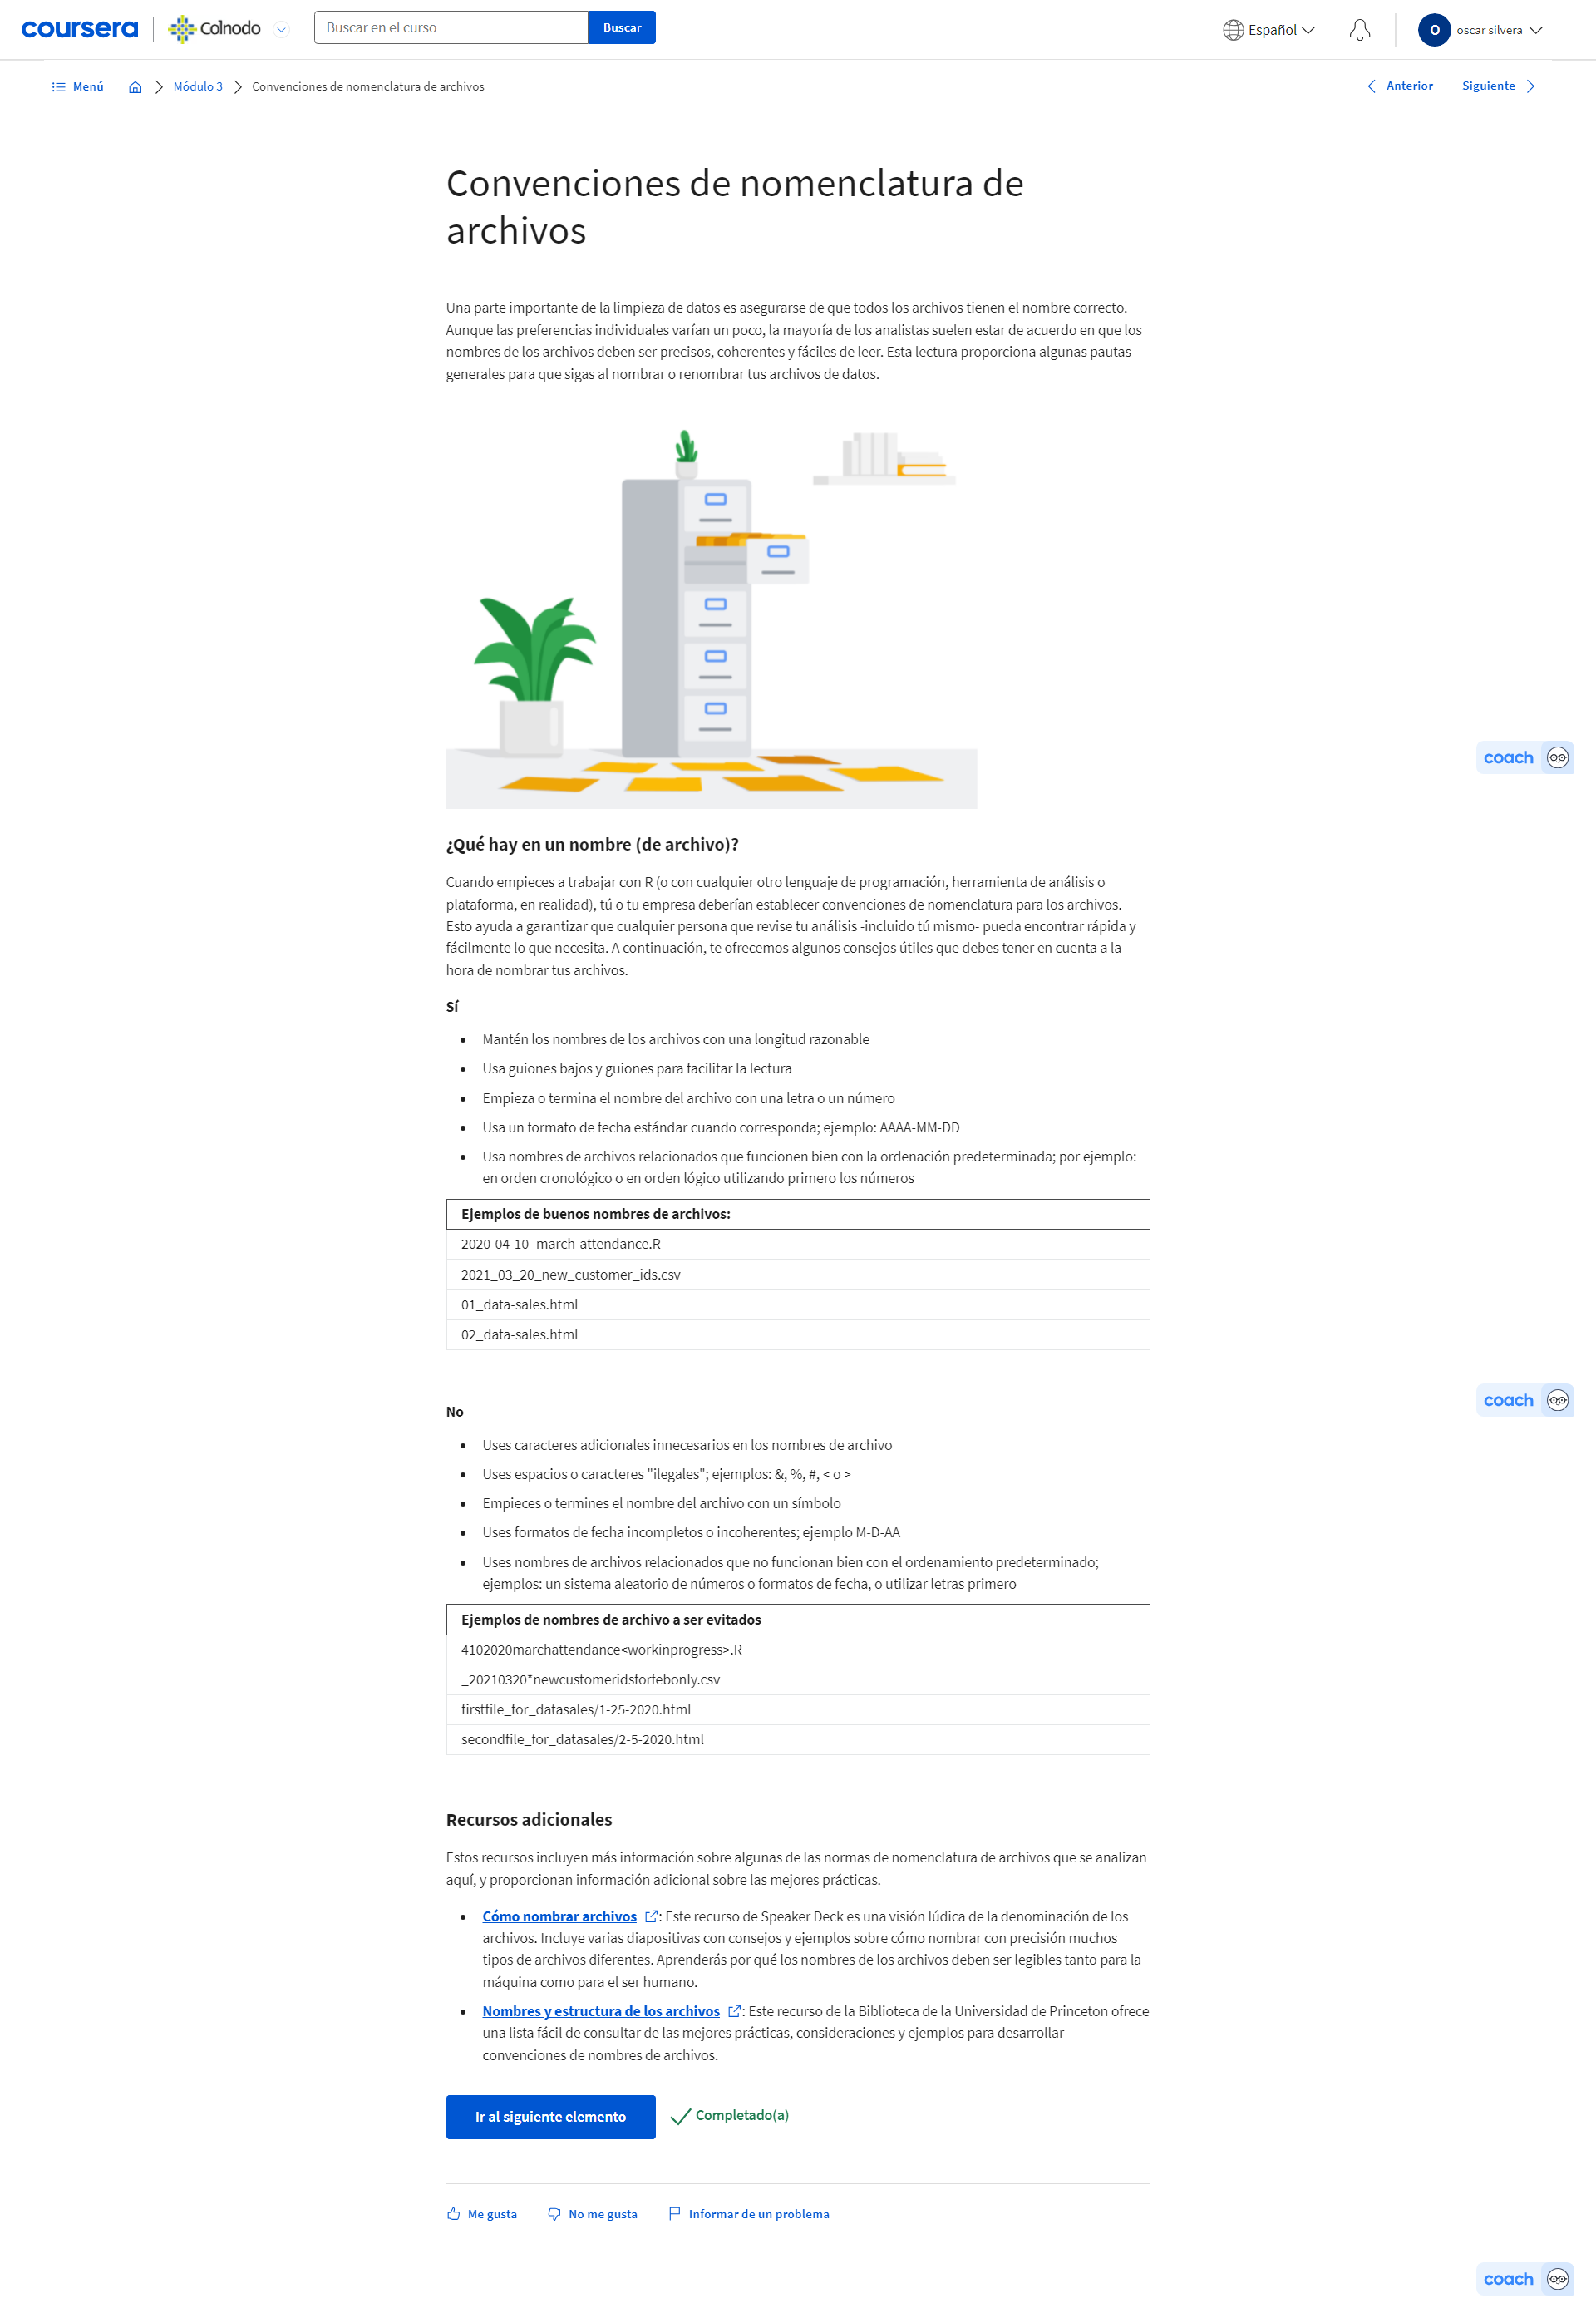 coursera
Colnodo
Buscar en el curso
Buscar
Español
O
oscar silvera
Menú
Módulo 3
Convenciones de nomenclatura de archivos
Anterior
Siguiente
Convenciones de nomenclatura de
archivos
Una parte importante de la limpieza de datos es asegurarse de que todos los archivos tienen el nombre correcto.
Aunque las preferencias individuales varían un poco, la mayoría de los analistas suelen estar de acuerdo en que los
nombres de los archivos deben ser precisos, coherentes y fáciles de leer. Esta lectura proporciona algunas pautas
generales para que sigas al nombrar o renombrar tus archivos de datos.
coach
¿Qué hay en un nombre (de archivo)?
Cuando empieces a trabajar con R (o con cualquier otro lenguaje de programación, herramienta de análisis o
plataforma, en realidad), tú o tu empresa deberían establecer convenciones de nomenclatura para los archivos.
Esto ayuda a garantizar que cualquier persona que revise tu análisis -incluido tú mismo- pueda encontrar rápida y
fácilmente lo que necesita. A continuación, te ofrecemos algunos consejos útiles que debes tener en cuenta a la
hora de nombrar tus archivos.
Sí
• Mantén los nombres de los archivos con una longitud razonable
• Usa guiones bajos y guiones para facilitar la lectura
• Empieza o termina el nombre del archivo con una letra o un número
• Usa un formato de fecha estándar cuando corresponda; ejemplo: AAAA-MM-DD
• Usa nombres de archivos relacionados que funcionen bien con la ordenación predeterminada; por ejemplo:
en orden cronológico o en orden lógico utilizando primero los números
Ejemplos de buenos nombres de archivos:
2020-04-10_march-attendance.R
2021_03_20_new_customer_ids.csv
01_data-sales.html
02_data-sales.html
coach
No
• Uses caracteres adicionales innecesarios en los nombres de archivo
• Uses espacios o caracteres "ilegales"; ejemplos: &, %, #, < o >
• Empieces o termines el nombre del archivo con un símbolo
• Uses formatos de fecha incompletos o incoherentes; ejemplo M-D-AA
• Uses nombres de archivos relacionados que no funcionan bien con el ordenamiento predeterminado;
ejemplos: un sistema aleatorio de números o formatos de fecha, o utilizar letras primero
Ejemplos de nombres de archivo a ser evitados
4102020marchattendance<workinprogress>.R
_20210320*newcustomeridsforfebonly.csv
firstfile_for_datasales/1-25-2020.html
secondfile_for_datasales/2-5-2020.html
Recursos adicionales
Estos recursos incluyen más información sobre algunas de las normas de nomenclatura de archivos que se analizan
aquí, y proporcionan información adicional sobre las mejores prácticas.
• Cómo nombrar archivos : Este recurso de Speaker Deck es una visión lúdica de la denominación de los
archivos. Incluye varias diapositivas con consejos y ejemplos sobre cómo nombrar con precisión muchos
tipos de archivos diferentes. Aprenderás por qué los nombres de los archivos deben ser legibles tanto para la
máquina como para el ser humano.
• Nombres y estructura de los archivos : Este recurso de la Biblioteca de la Universidad de Princeton ofrece
una lista fácil de consultar de las mejores prácticas, consideraciones y ejemplos para desarrollar
convenciones de nombres de archivos.
Ir al siguiente elemento
Completado(a)
Me gusta
No me gusta
Informar de un problema
coach